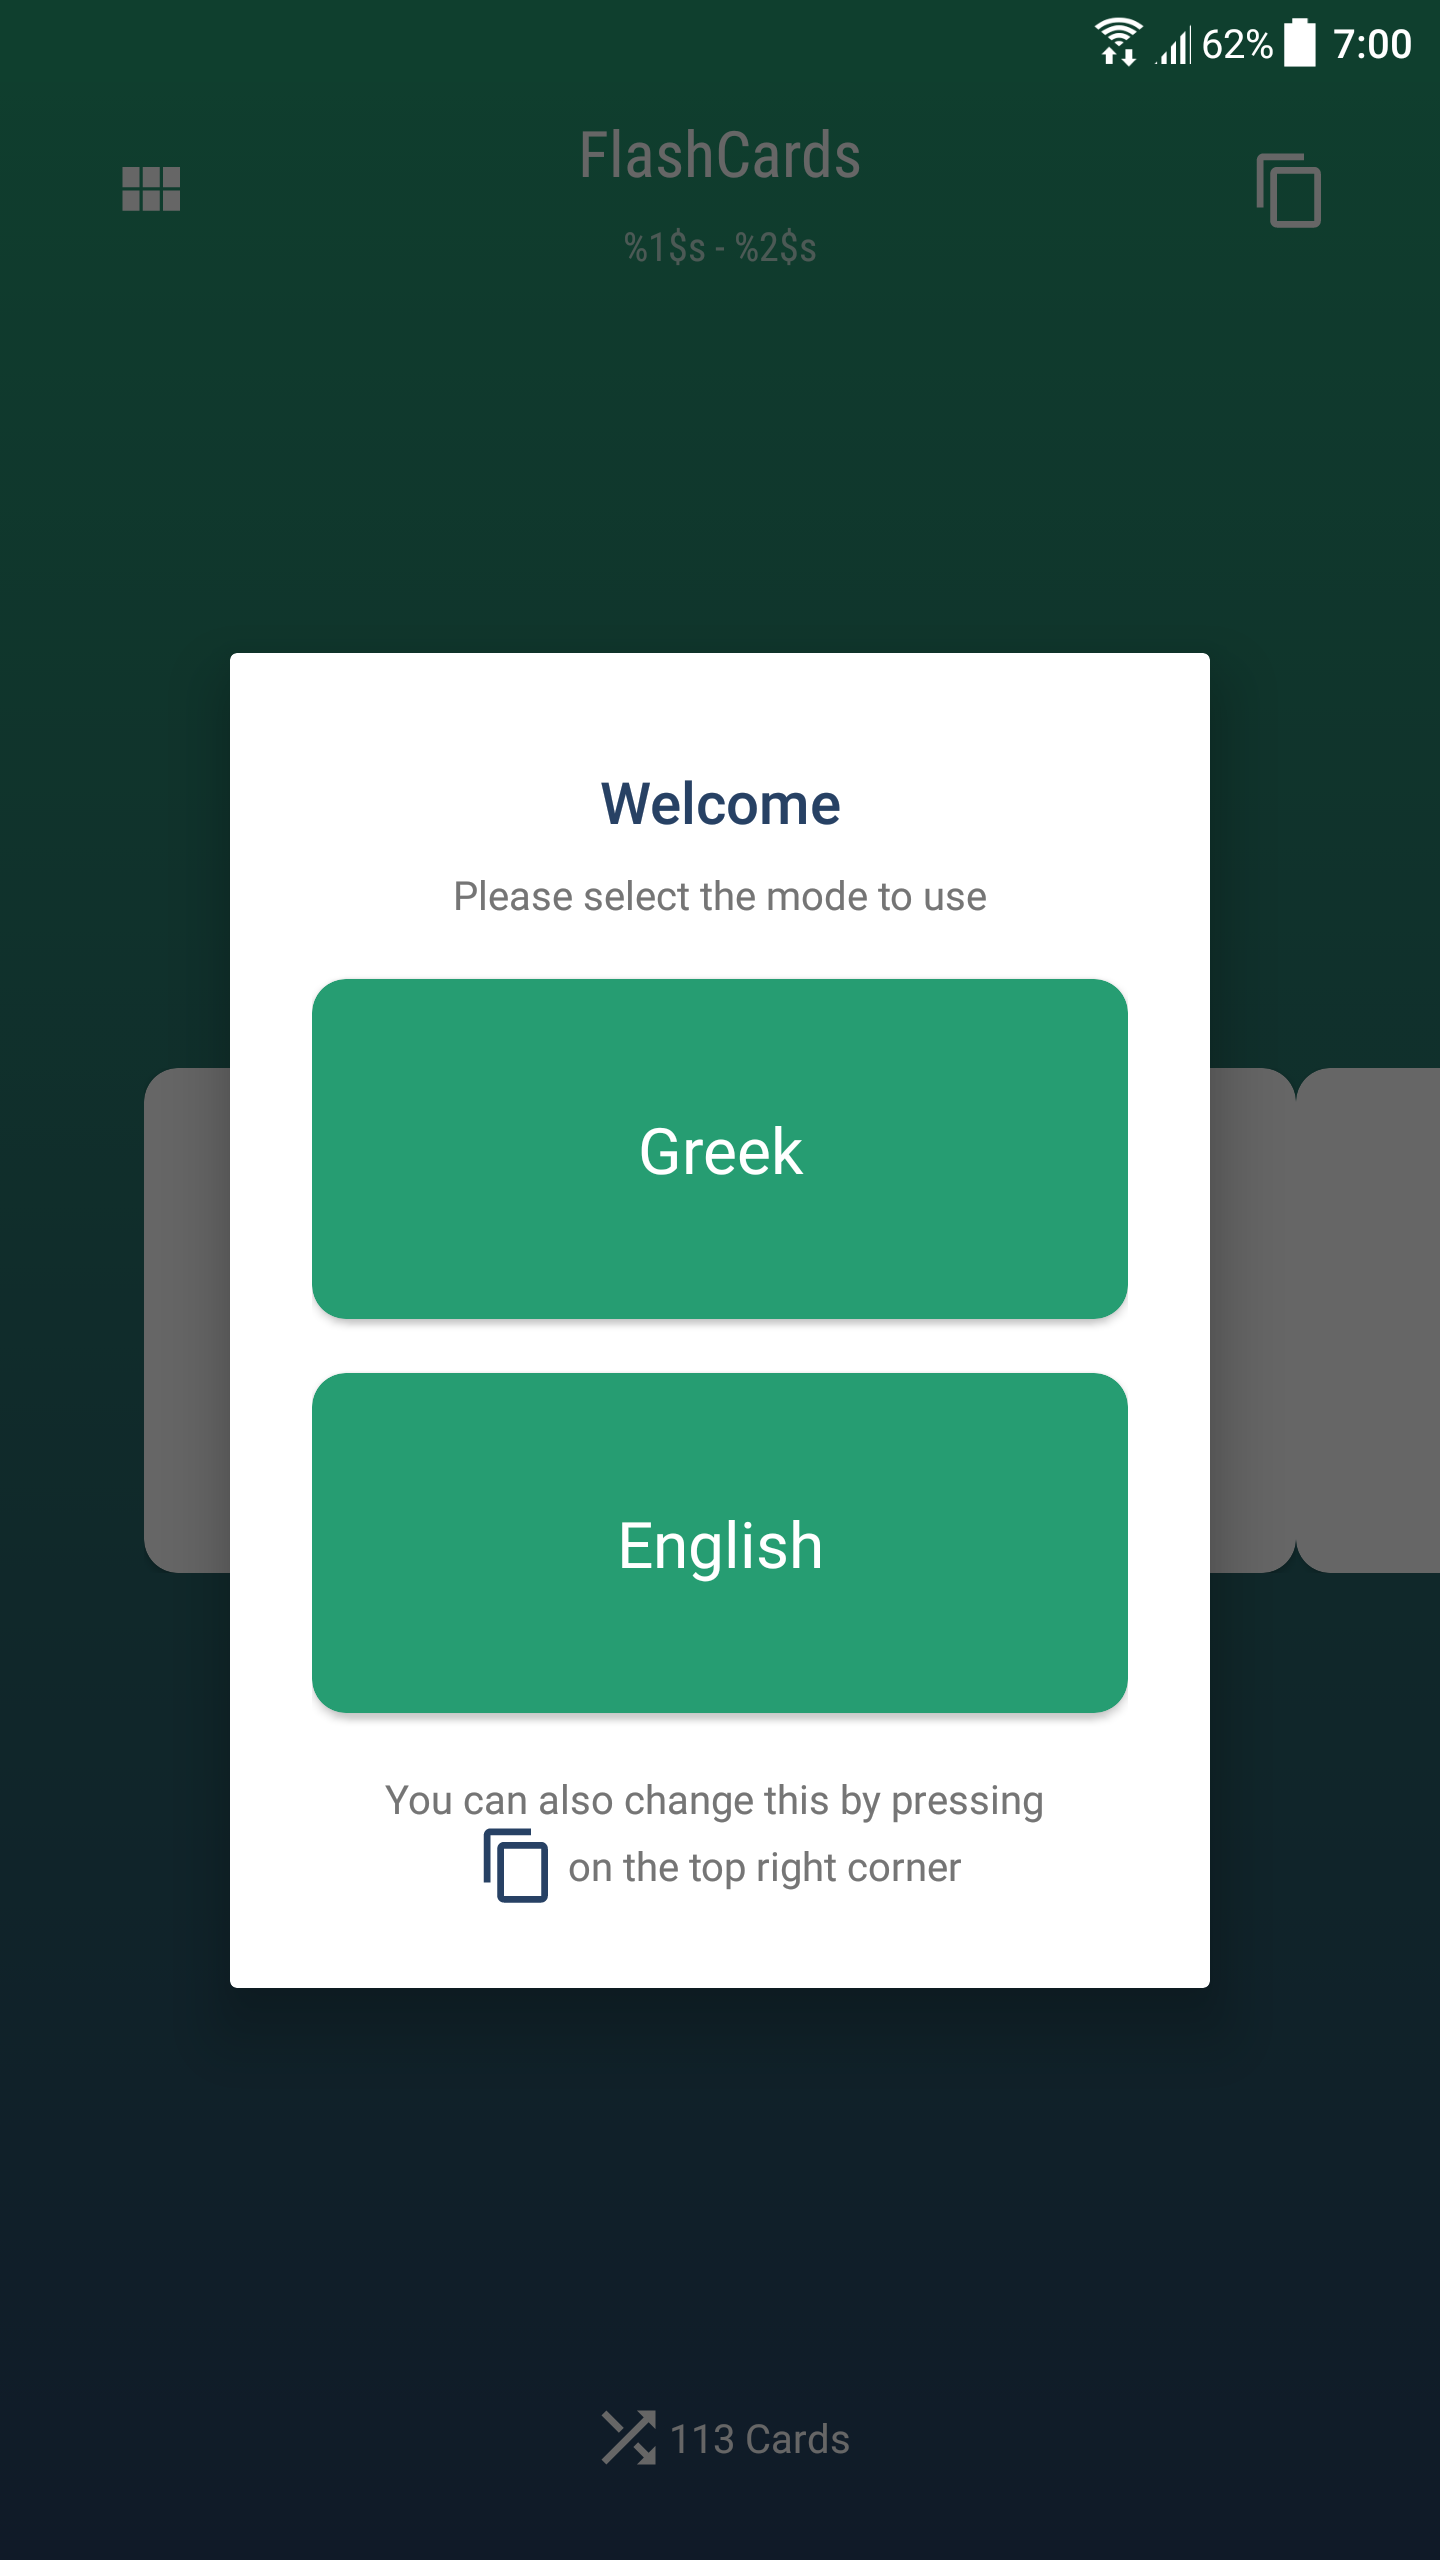 62% 7:00
FlashCards
%1$s - %2$s
Welcome
Please select the mode to use
Greek
English
You can also change this by pressing
on the top right corner
113 Cards